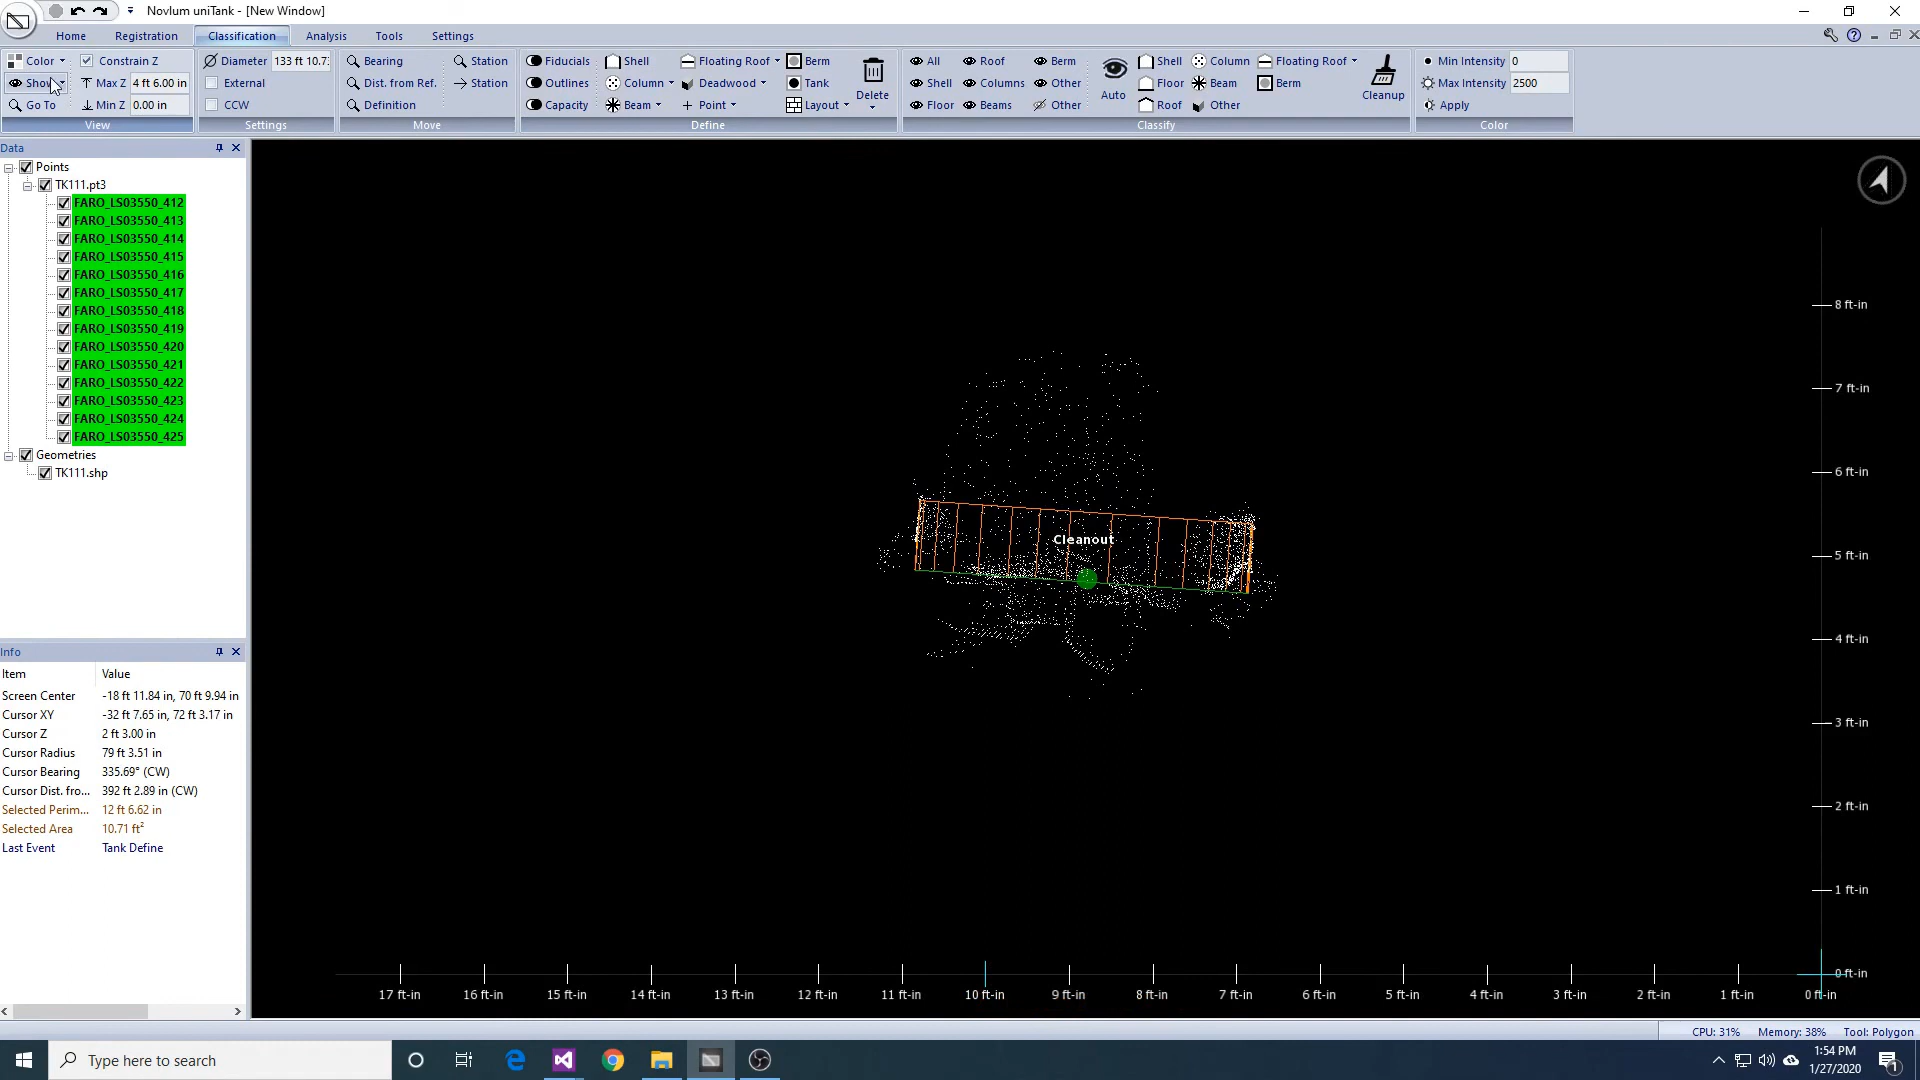 Novlum uniTank - [New Window]
Home Registration Classification Analysis Tools Settings
Color Constrain Z Diameter 133 ft 10.7 Bearing Station Fiducials Shell Floating Roof Berm All Roof Berm Shell Column Floating Roof Min Intensity 0
Show Max Z 4 ft 6.00 in External Dist. from Ref. Station Outlines Column Deadwood Tank Delete Shell Columns Other Auto Floor Beam Berm Cleanup Max Intensity 2500
Go To Min Z 0.00 in CCW Definition Capacity Beam Point Layout Floor Beams Other Roof Other Apply
View Settings Move Define Classify Color
Data
Points
TK111.pt3
FARO_LS03550_412
FARO_LS03550_413
FARO_LS03550_414
FARO_LS03550_415
FARO_LS03550_416
FARO_LS03550_417
FARO_LS03550_418
FARO_LS03550_419
FARO_LS03550_420
FARO_LS03550_421
FARO_LS03550_422
FARO_LS03550_423
FARO_LS03550_424
FARO_LS03550_425
Geometries
TK111.shp
Info
Item Value
Screen Center -18 ft 11.84 in, 70 ft 9.94 in
Cursor XY -32 ft 7.65 in, 72 ft 3.17 in
Cursor Z 2 ft 3.00 in
Cursor Radius 79 ft 3.51 in
Cursor Bearing 335.69° (CW)
Cursor Dist. fro... 392 ft 2.89 in (CW)
Selected Perim... 12 ft 6.62 in
Selected Area 10.71 ft²
Last Event Tank Define
Cleanout
8 ft-in
7 ft-in
6 ft-in
5 ft-in
4 ft-in
3 ft-in
2 ft-in
1 ft-in
0 ft-in
17 ft-in 16 ft-in 15 ft-in 14 ft-in 13 ft-in 12 ft-in 11 ft-in 10 ft-in 9 ft-in 8 ft-in 7 ft-in 6 ft-in 5 ft-in 4 ft-in 3 ft-in 2 ft-in 1 ft-in 0 ft-in
CPU: 31% Memory: 38% Tool: Polygon
Type here to search
1:54 PM
1/27/2020
1